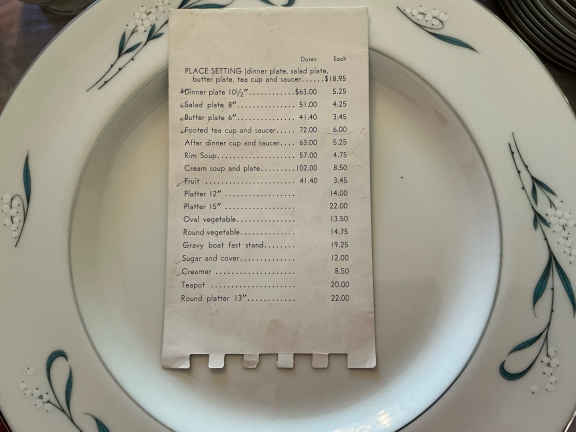 Dozen Each
PLACE SETTING (dinner plate, salad plate,
butter plate, tea cup and saucer......$18.95
Dinner plate 10½"............$63.00 5.25
Salad plate 8"................ 51.00 4.25
Butter plate 6"............... 41.40 3.45
Footed tea cup and saucer..... 72.00 6.00
After dinner cup and saucer.... 63.00 5.25
Rim Soup..................... 57.00 4.75
Cream soup and plate.........102.00 8.50
Fruit ....................... 41.40 3.45
Platter 12" .................. 14.00
Platter 15" .................. 22.00
Oval vegetable............... 13.50
Round vegetable.............. 14.75
Gravy boat fast stand........ 19.25
Sugar and cover.............. 12.00
Creamer .................... 8.50
Teapot ..................... 20.00
Round platter 13"............ 22.00